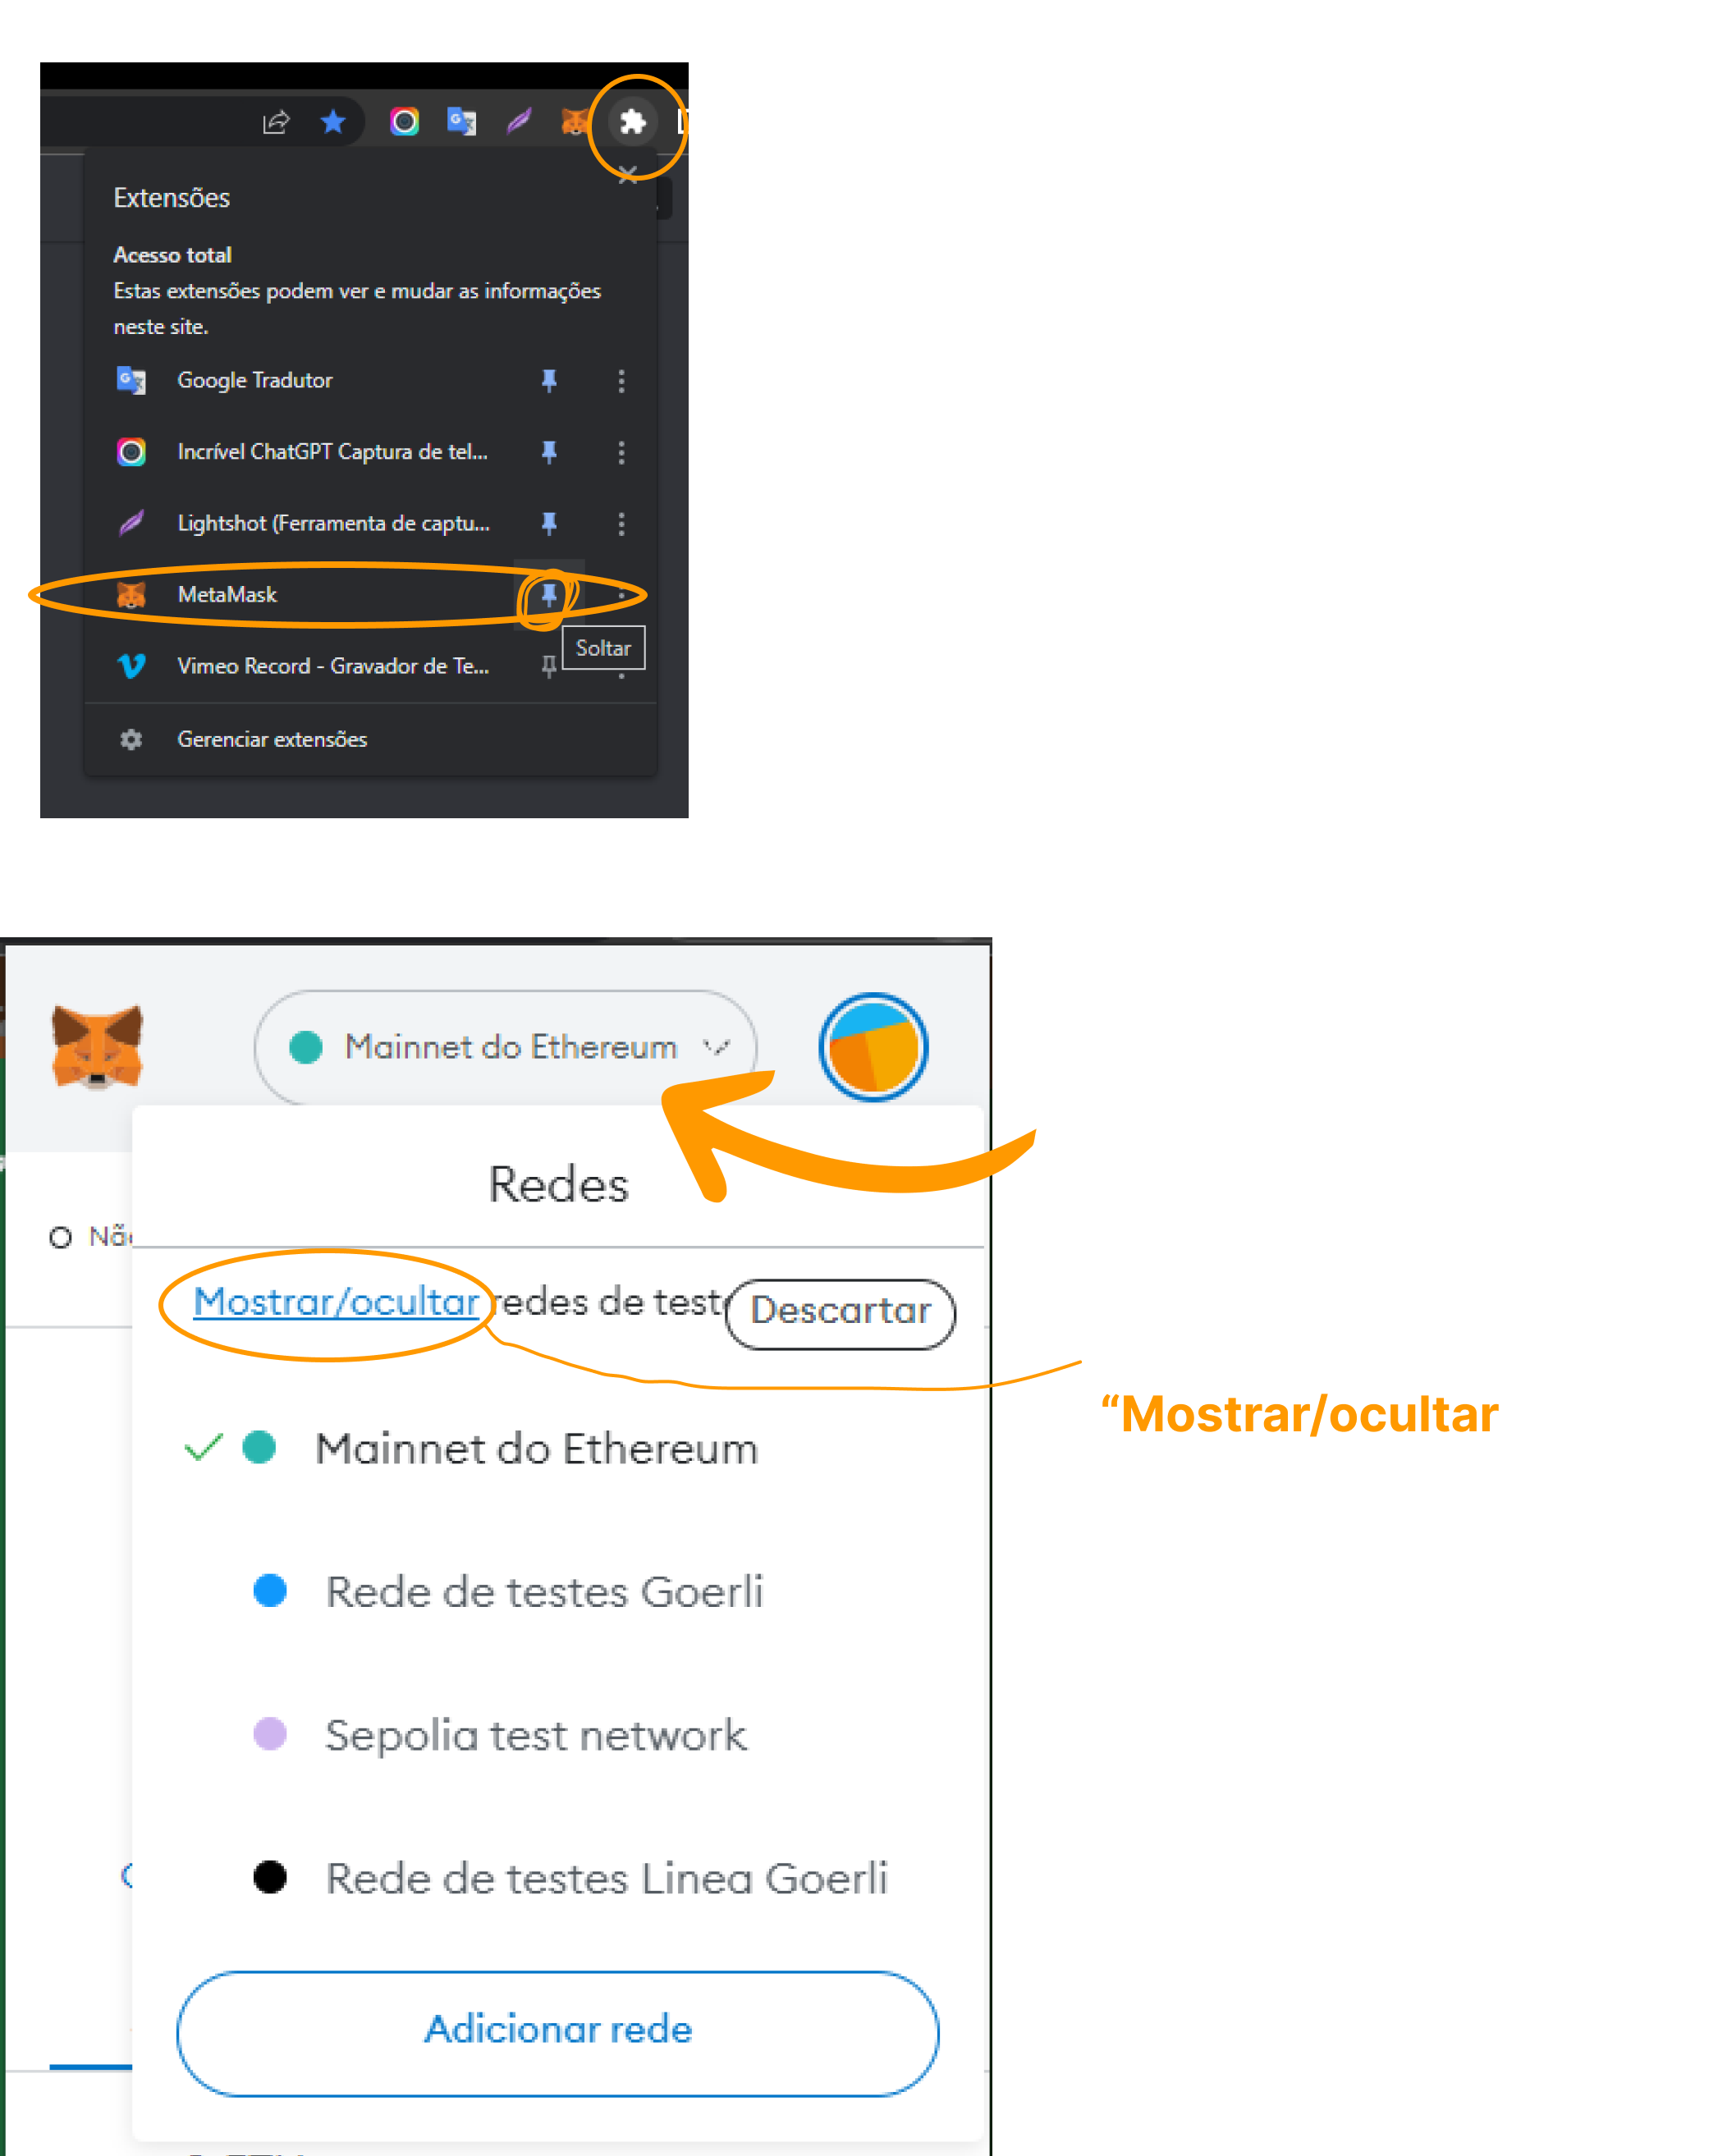 Extensões
Acesso total
Estas extensões podem ver e mudar as informações
neste site.
Google Tradutor
Incrível ChatGPT Captura de tel...
Lightshot (Ferramenta de captu...
MetaMask
Soltar
Vimeo Record - Gravador de Te...
Gerenciar extensões
Mainnet do Ethereum
Redes
Nã
Mostrar/ocultar redes de test
Descartar
“Mostrar/ocultar
Mainnet do Ethereum
Rede de testes Goerli
Sepolia test network
Rede de testes Linea Goerli
Adicionar rede